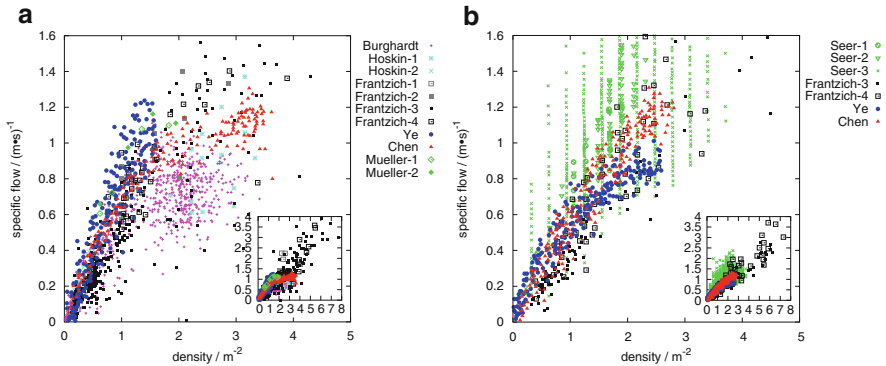 a
specific flow / (m•s)⁻¹
1.6
1.4
1.2
1
0.8
0.6
0.4
0.2
0
0 1 2 3 4 5
density / m⁻²
Burghardt
Hoskin-1
Hoskin-2
Frantzich-1
Frantzich-2
Frantzich-3
Frantzich-4
Ye
Chen
Mueller-1
Mueller-2
4
3.5
3
2.5
2
1.5
1
0.5
0
0 1 2 3 4 5 6 7 8
b
specific flow / (m•s)⁻¹
1.6
1.4
1.2
1
0.8
0.6
0.4
0.2
0
0 1 2 3 4 5
density / m⁻²
Seer-1
Seer-2
Seer-3
Frantzich-3
Frantzich-4
Ye
Chen
4
3.5
3
2.5
2
1.5
1
0.5
0
0 1 2 3 4 5 6 7 8